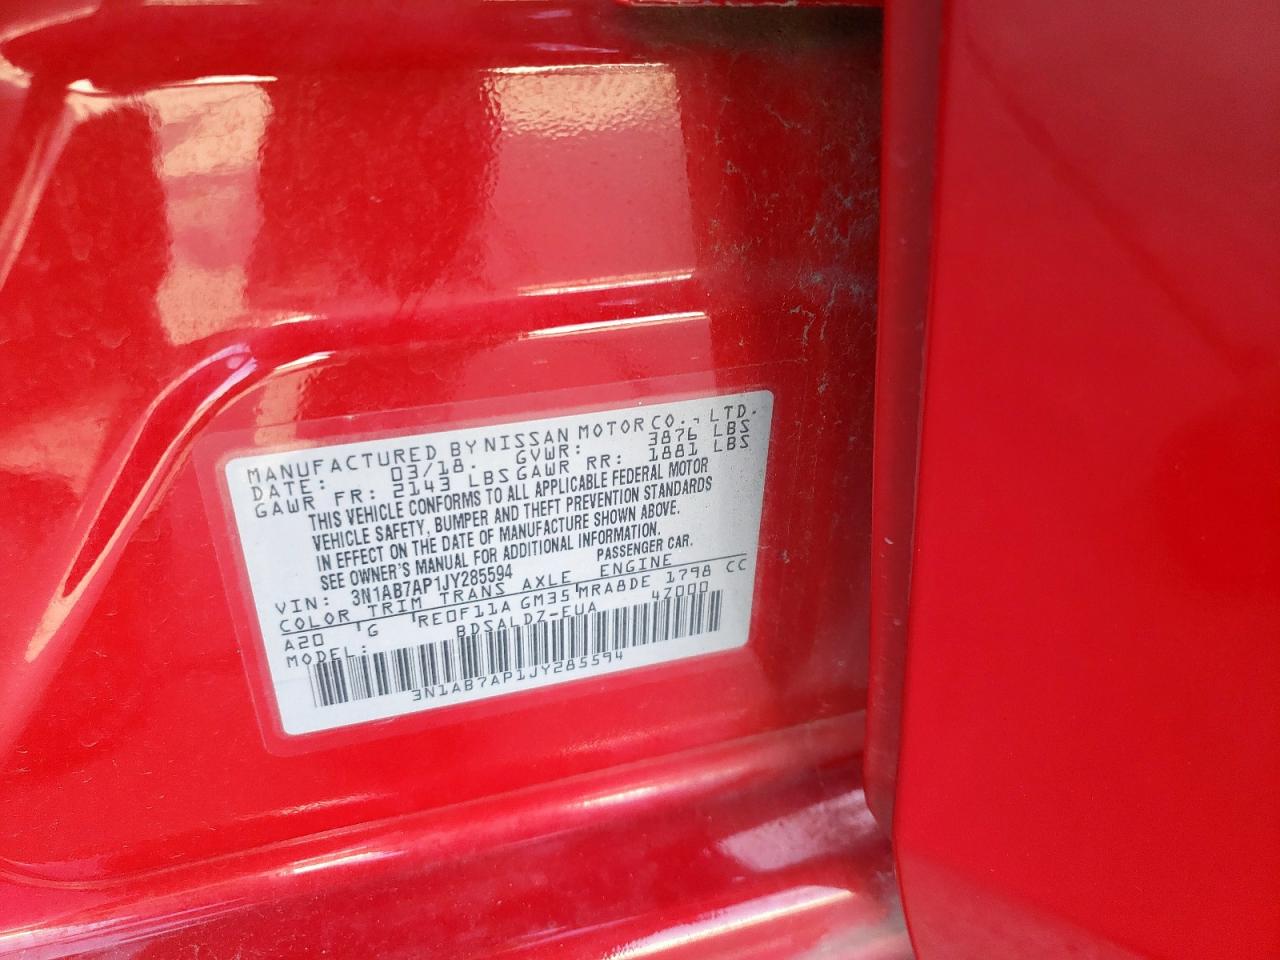 MANUFACTURED BY NISSAN MOTOR CO., LTD.
DATE: 03/18. GVWR: 3876 LBS
GAWR FR: 2143 LBS GAWR RR: 1881 LBS
THIS VEHICLE CONFORMS TO ALL APPLICABLE FEDERAL MOTOR
VEHICLE SAFETY, BUMPER AND THEFT PREVENTION STANDARDS
IN EFFECT ON THE DATE OF MANUFACTURE SHOWN ABOVE.
SEE OWNER'S MANUAL FOR ADDITIONAL INFORMATION.
VIN: 3N1AB7AP1JY285594 PASSENGER CAR.
COLOR TRIM TRANS AXLE ENGINE
A20 G RE0F11A GM35 MRA8DE 1798 CC
MODEL: BDSALDZ-EUA 4Z000
3N1AB7AP1JY285594